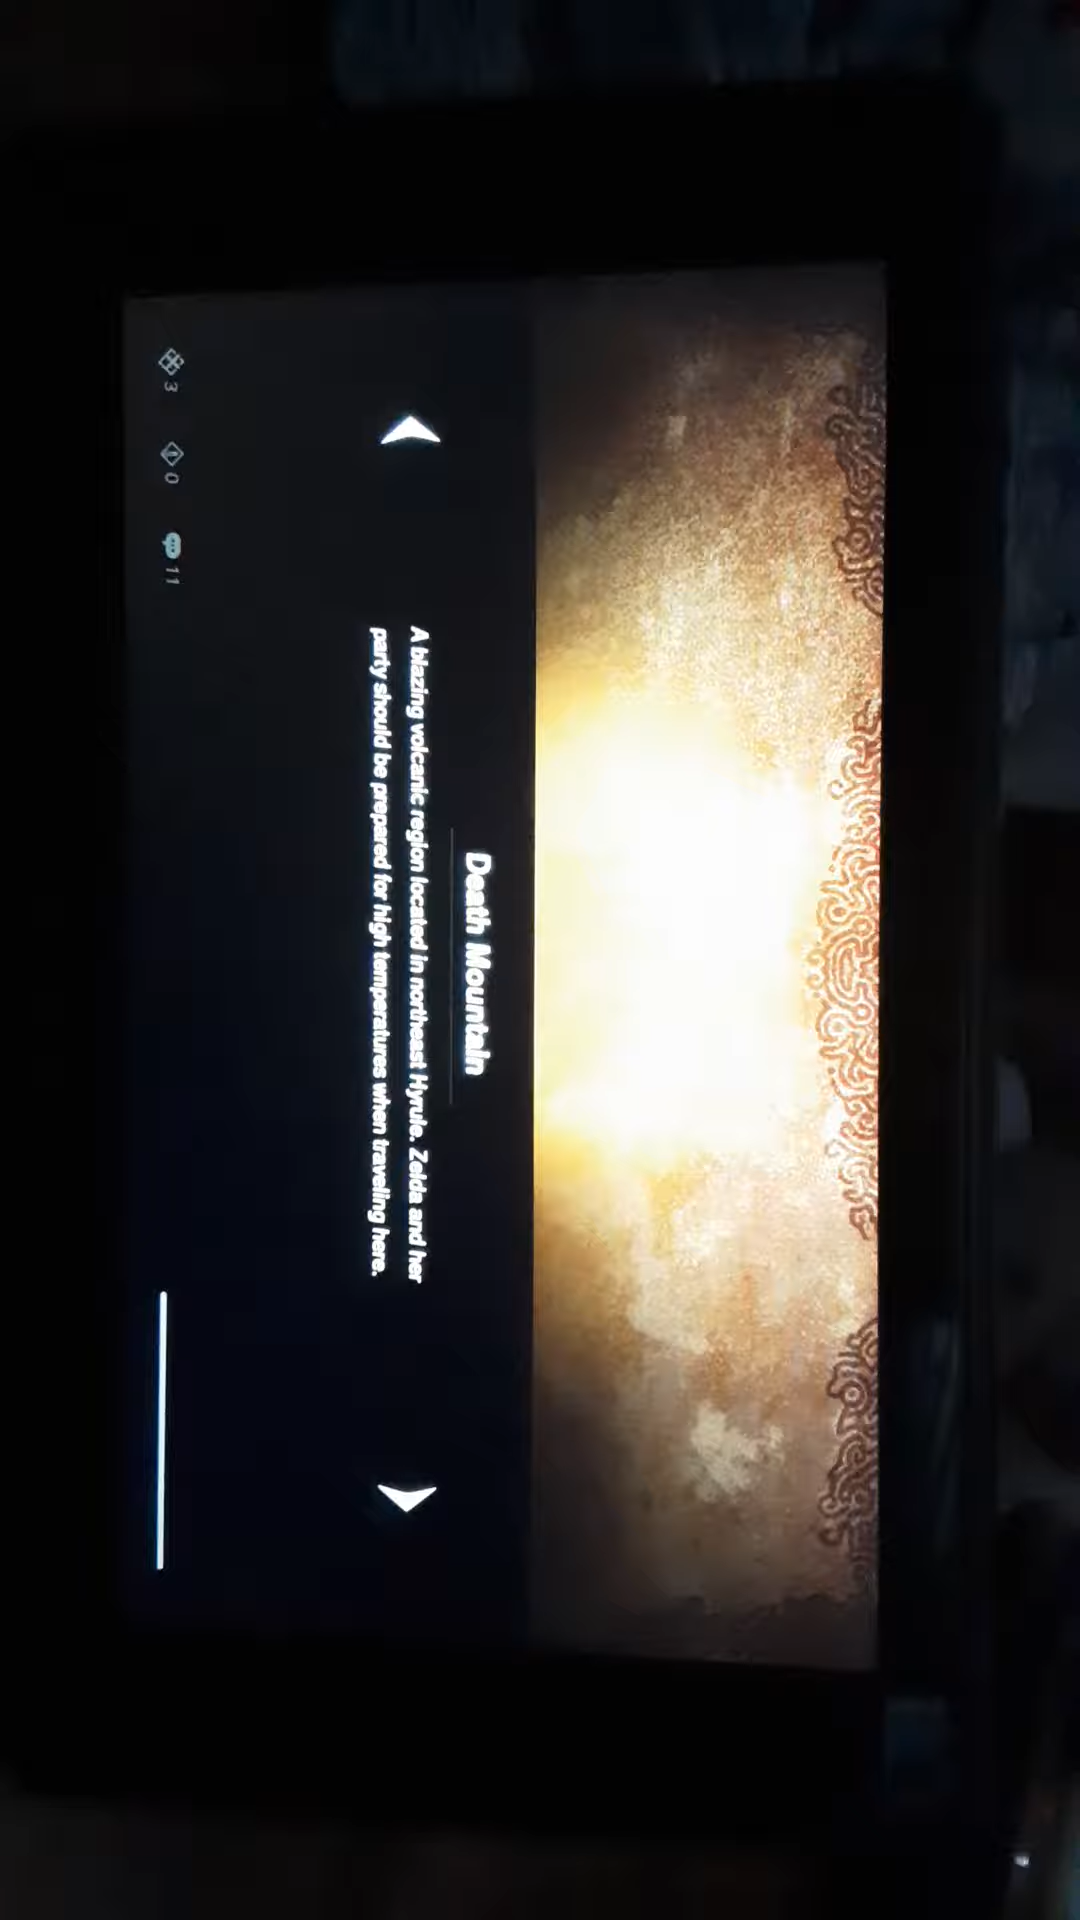 Death Mountain
A blazing volcanic region located in northeast Hyrule. Zelda and her
party should be prepared for high temperatures when traveling here.
3 0 11